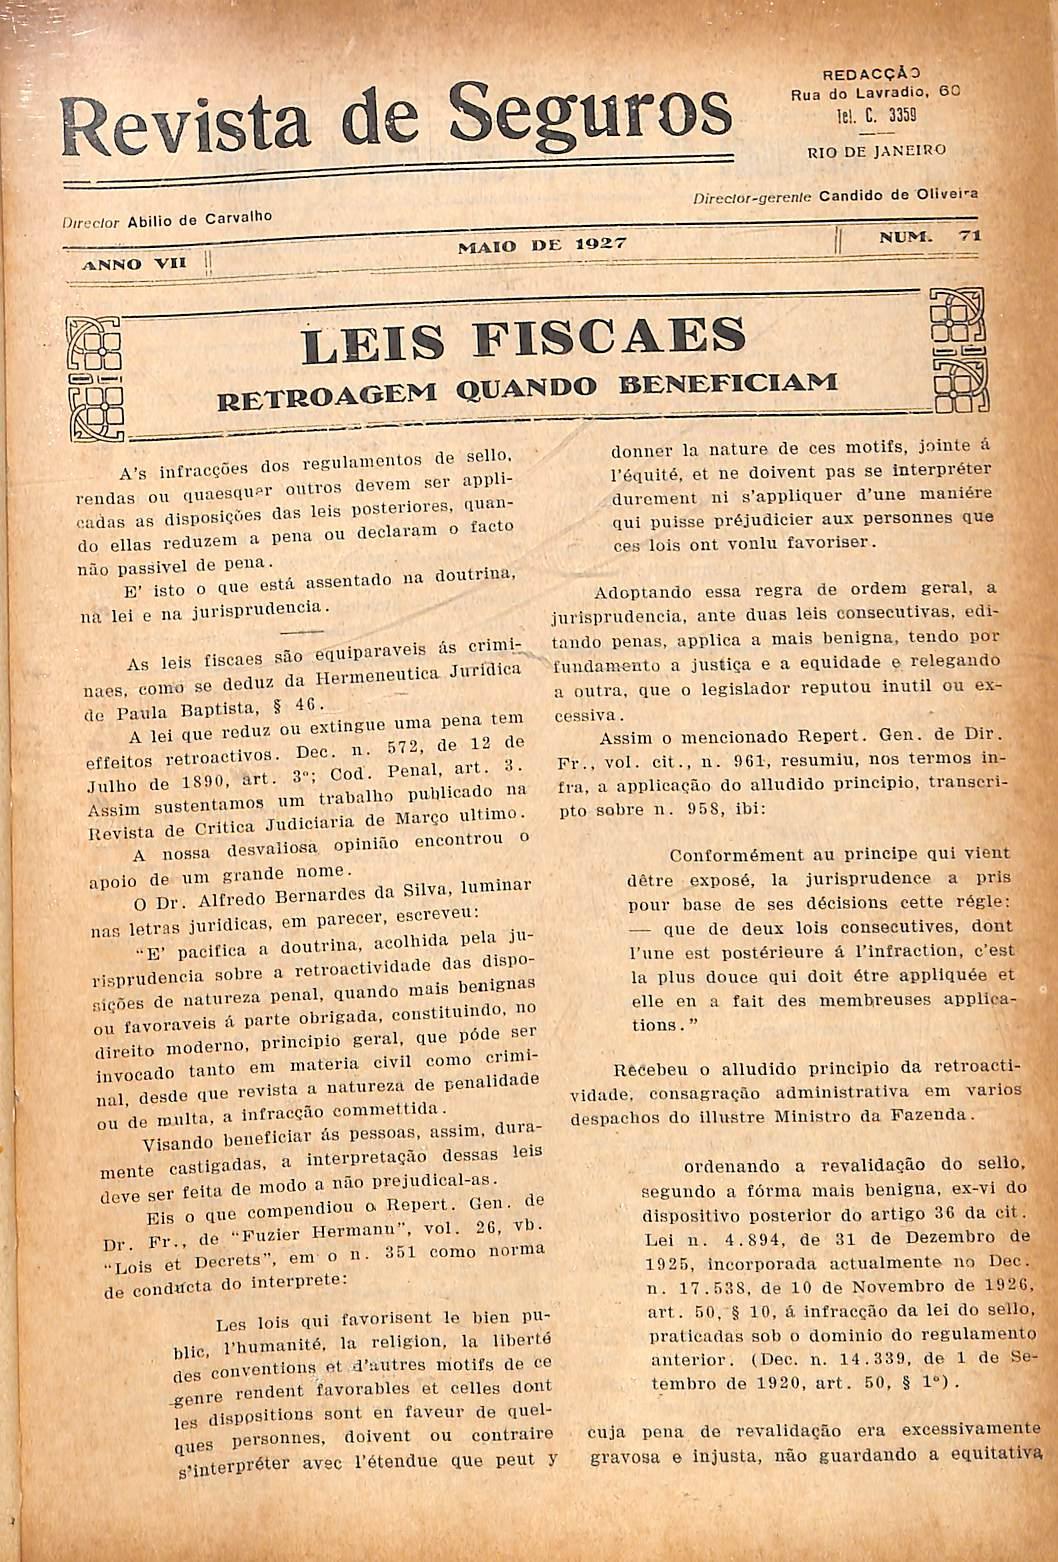 Revista de Seguros
REDACÇÃO
Rua do Lavradio, 60
Tel. C. 3359
RIO DE JANEIRO
Director Abilio de Carvalho
Director-gerente Candido de Oliveira
ANNO VII
MAIO DE 1927
NUM. 71
LEIS FISCAES
RETROAGEM QUANDO BENEFICIAM
A's infracções dos regulamentos de sello,
rendas ou quaesquer outros devem ser appli-
cadas as disposições das leis posteriores, quan-
do ellas reduzem a pena ou declaram o facto
não passivel de pena.
E' isto o que está assentado na doutrina,
na lei e na jurisprudencia.
As leis fiscaes são equiparaveis ás crimi-
naes, como se deduz da Hermeneutica Juridica
de Paula Baptista, § 46.
A lei que reduz ou extingue uma pena tem
effeitos retroactivos. Dec. n. 572, de 12 de
Julho de 1890, art. 3º; Cod. Penal, art. 3.
Assim sustentamos um trabalho publicado na
Revista de Critica Judiciaria de Março ultimo.
A nossa desvaliosa opinião encontrou o
apoio de um grande nome.
O Dr. Alfredo Bernardes da Silva, luminar
nas letras juridicas, em parecer, escreveu:
"E' pacifica a doutrina, acolhida pela ju-
risprudencia sobre a retroactividade das dispo-
sições de natureza penal, quando mais benignas
ou favoraveis á parte obrigada, constituindo, no
direito moderno, principio geral, que póde ser
invocado tanto em materia civil como crimi-
nal, desde que revista a natureza de penalidade
ou de multa, a infracção commettida.
Visando beneficiar ás pessoas, assim, dura-
mente castigadas, a interpretação dessas leis
deve ser feita de modo a não prejudical-as.
Eis o que compendiou o Repert. Gen. de
Dr. Fr., de "Fuzier Hermann", vol. 26, vb.
"Lois et Decrets", em o n. 351 como norma
de conducta do interprete:
Les lois qui favorisent le bien pu-
blic, l'humanité, la religion, la liberté
des conventions et d'autres motifs de ce
genre rendent favorables et celles dont
les dispositions sont en faveur de quel-
ques personnes, doivent ou contraire
s'interpréter avec l'étendue que peut y
donner la nature de ces motifs, jointe á
l'équité, et ne doivent pas se interpréter
durement ni s'appliquer d'une maniére
qui puisse préjudicier aux personnes que
ces lois ont vonlu favoriser.
Adoptando essa regra de ordem geral, a
jurisprudencia, ante duas leis consecutivas, edi-
tando penas, applica a mais benigna, tendo por
fundamento a justiça e a equidade e relegando
a outra, que o legislador reputou inutil ou ex-
cessiva.
Assim o mencionado Repert. Gen. de Dir.
Fr., vol. cit., n. 961, resumiu, nos termos in-
fra, a applicação do alludido principio, transcri-
pto sobre n. 958, ibi:
Conformément au principe qui vient
dêtre exposé, la jurisprudence a pris
pour base de ses décisions cette régle:
— que de deux lois consecutives, dont
l'une est postérieure á l'infraction, c'est
la plus douce qui doit étre appliquée et
elle en a fait des membreuses applica-
tions."
Recebeu o alludido principio da retroacti-
vidade, consagração administrativa em varios
despachos do illustre Ministro da Fazenda.
ordenando a revalidação do sello,
segundo a fórma mais benigna, ex-vi do
dispositivo posterior do artigo 36 da cit.
Lei n. 4.894, de 31 de Dezembro de
1925, incorporada actualmente no Dec.
n. 17.538, de 10 de Novembro de 1926,
art. 50, § 10, á infracção da lei do sello,
praticadas sob o dominio do regulamento
anterior. (Dec. n. 14.339, de 1 de Se-
tembro de 1920, art. 50, § 1º).
cuja pena de revalidação era excessivamente
gravosa e injusta, não guardando a equitativa,